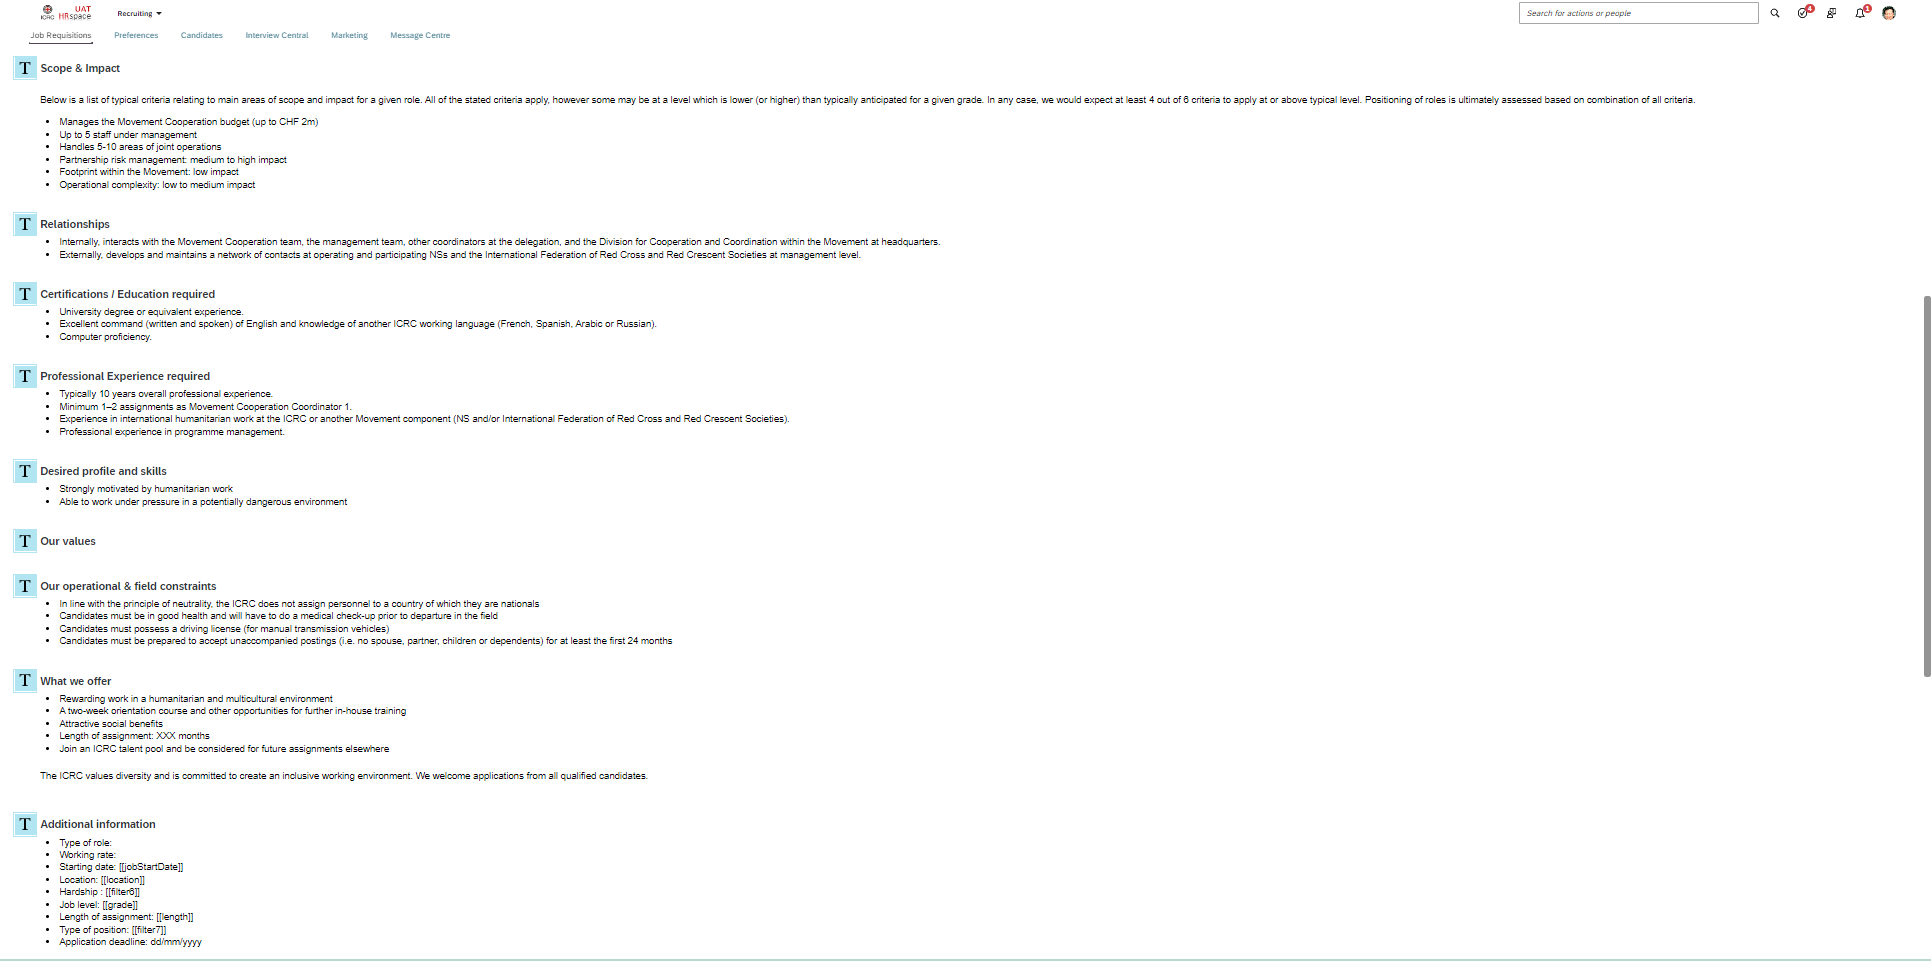 ICRC UAT HRspace
Recruiting
Search for actions or people
4
1
Job Requisitions
Preferences
Candidates
Interview Central
Marketing
Message Centre
T Scope & Impact
Below is a list of typical criteria relating to main areas of scope and impact for a given role. All of the stated criteria apply, however some may be at a level which is lower (or higher) than typically anticipated for a given grade. In any case, we would expect at least 4 out of 6 criteria to apply at or above typical level. Positioning of roles is ultimately assessed based on combination of all criteria.
• Manages the Movement Cooperation budget (up to CHF 2m)
• Up to 5 staff under management
• Handles 5-10 areas of joint operations
• Partnership risk management: medium to high impact
• Footprint within the Movement: low impact
• Operational complexity: low to medium impact
T Relationships
• Internally, interacts with the Movement Cooperation team, the management team, other coordinators at the delegation, and the Division for Cooperation and Coordination within the Movement at headquarters.
• Externally, develops and maintains a network of contacts at operating and participating NSs and the International Federation of Red Cross and Red Crescent Societies at management level.
T Certifications / Education required
• University degree or equivalent experience.
• Excellent command (written and spoken) of English and knowledge of another ICRC working language (French, Spanish, Arabic or Russian).
• Computer proficiency.
T Professional Experience required
• Typically 10 years overall professional experience.
• Minimum 1–2 assignments as Movement Cooperation Coordinator 1.
• Experience in international humanitarian work at the ICRC or another Movement component (NS and/or International Federation of Red Cross and Red Crescent Societies).
• Professional experience in programme management.
T Desired profile and skills
• Strongly motivated by humanitarian work
• Able to work under pressure in a potentially dangerous environment
T Our values
T Our operational & field constraints
• In line with the principle of neutrality, the ICRC does not assign personnel to a country of which they are nationals
• Candidates must be in good health and will have to do a medical check-up prior to departure in the field
• Candidates must possess a driving license (for manual transmission vehicles)
• Candidates must be prepared to accept unaccompanied postings (i.e. no spouse, partner, children or dependents) for at least the first 24 months
T What we offer
• Rewarding work in a humanitarian and multicultural environment
• A two-week orientation course and other opportunities for further in-house training
• Attractive social benefits
• Length of assignment: XXX months
• Join an ICRC talent pool and be considered for future assignments elsewhere
The ICRC values diversity and is committed to create an inclusive working environment. We welcome applications from all qualified candidates.
T Additional information
• Type of role:
• Working rate:
• Starting date: [[jobStartDate]]
• Location: [[location]]
• Hardship : [[filter6]]
• Job level: [[grade]]
• Length of assignment: [[length]]
• Type of position: [[filter7]]
• Application deadline: dd/mm/yyyy